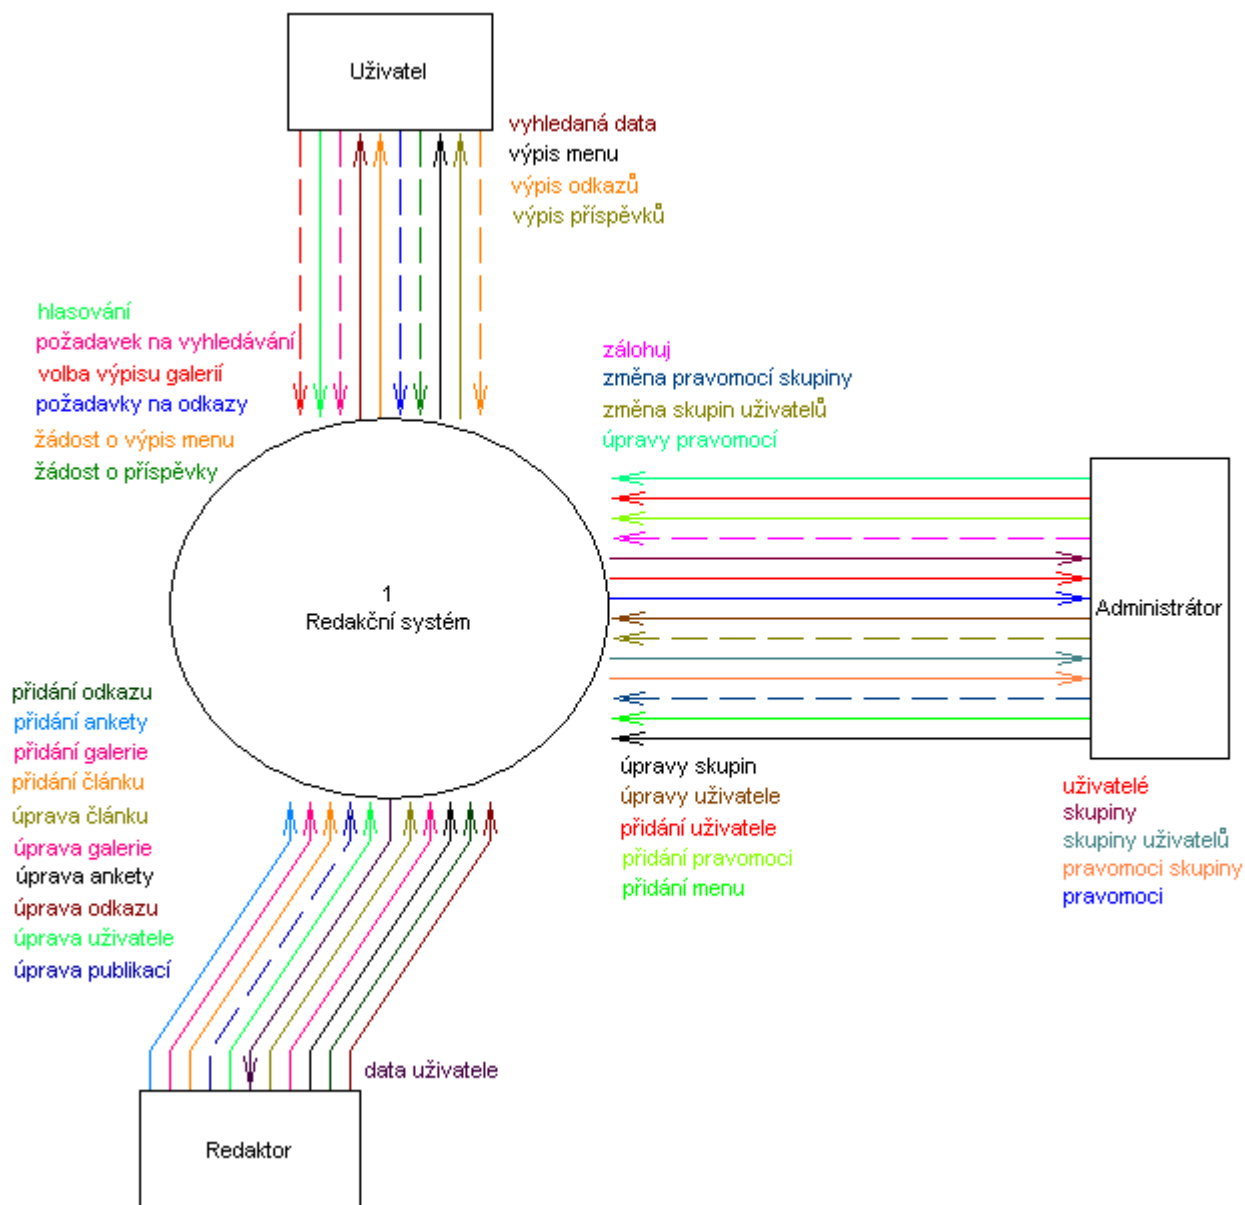 Uživatel
vyhledaná data
výpis menu
výpis odkazů
výpis příspěvků
hlasování
požadavek na vyhledávání
volba výpisu galerií
požadavky na odkazy
žádost o výpis menu
žádost o příspěvky
zálohuj
změna pravomocí skupiny
změna skupin uživatelů
úpravy pravomocí
1
Redakční systém
Administrátor
přidání odkazu
přidání ankety
přidání galerie
přidání článku
úprava článku
úprava galerie
úprava ankety
úprava odkazu
úprava uživatele
úprava publikací
úpravy skupin
úpravy uživatele
přidání uživatele
přidání pravomoci
přidání menu
uživatelé
skupiny
skupiny uživatelů
pravomoci skupiny
pravomoci
data uživatele
Redaktor